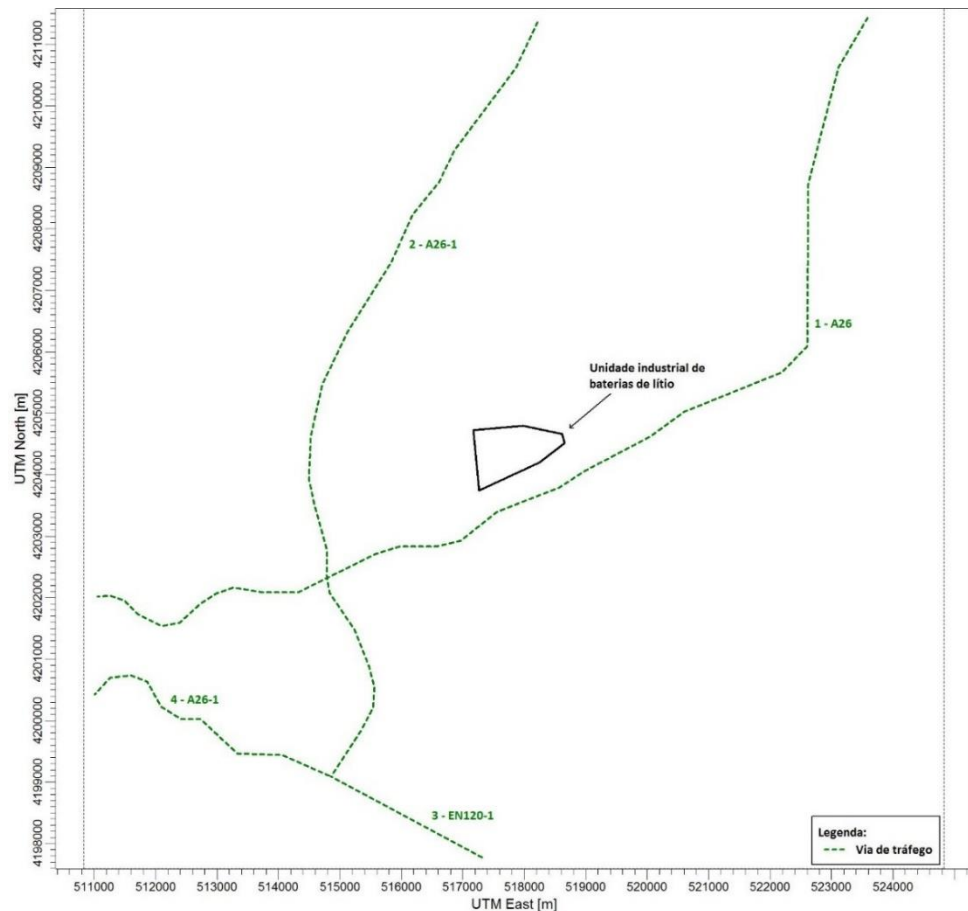 4211000
4210000
4209000
4208000
4207000
4206000
4205000
4204000
4203000
4202000
4201000
4200000
4199000
4198000
UTM North [m]
2 - A26-1
1 - A26
Unidade industrial de
baterias de lítio
4 - A26-1
3 - EN120-1
Legenda:
Via de tráfego
511000 512000 513000 514000 515000 516000 517000 518000 519000 520000 521000 522000 523000 524000
UTM East [m]